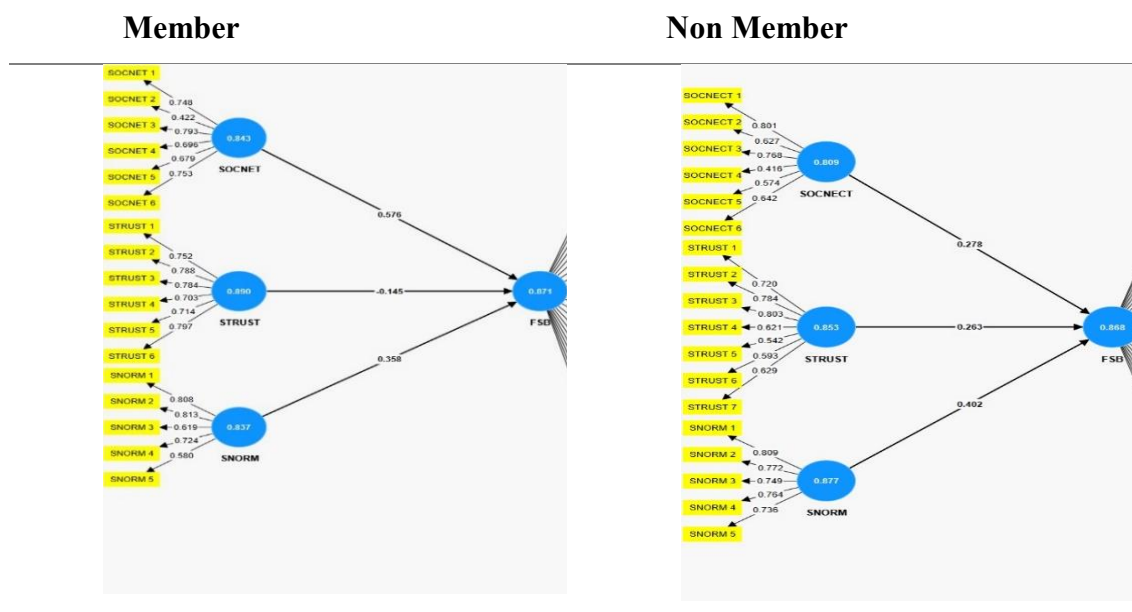 Member
Non Member
SOCNET 1
SOCNET 2
SOCNET 3
SOCNET 4
SOCNET 5
SOCNET 6
0.748
0.422
0.793
0.696
0.679
0.753
0.843
SOCNET
0.576
STRUST 1
STRUST 2
STRUST 3
STRUST 4
STRUST 5
STRUST 6
0.752
0.788
0.784
0.703
0.714
0.797
0.890
STRUST
-0.145
0.871
FSB
SNORM 1
SNORM 2
SNORM 3
SNORM 4
SNORM 5
0.808
0.813
0.619
0.724
0.580
0.837
SNORM
0.358
SOCNECT 1
SOCNECT 2
SOCNECT 3
SOCNECT 4
SOCNECT 5
SOCNECT 6
0.801
0.627
0.768
0.416
0.574
0.642
0.809
SOCNECT
0.278
STRUST 1
STRUST 2
STRUST 3
STRUST 4
STRUST 5
STRUST 6
STRUST 7
0.720
0.784
0.803
0.621
0.542
0.593
0.629
0.853
STRUST
0.263
0.868
FSB
SNORM 1
SNORM 2
SNORM 3
SNORM 4
SNORM 5
0.809
0.772
0.749
0.764
0.736
0.877
SNORM
0.402